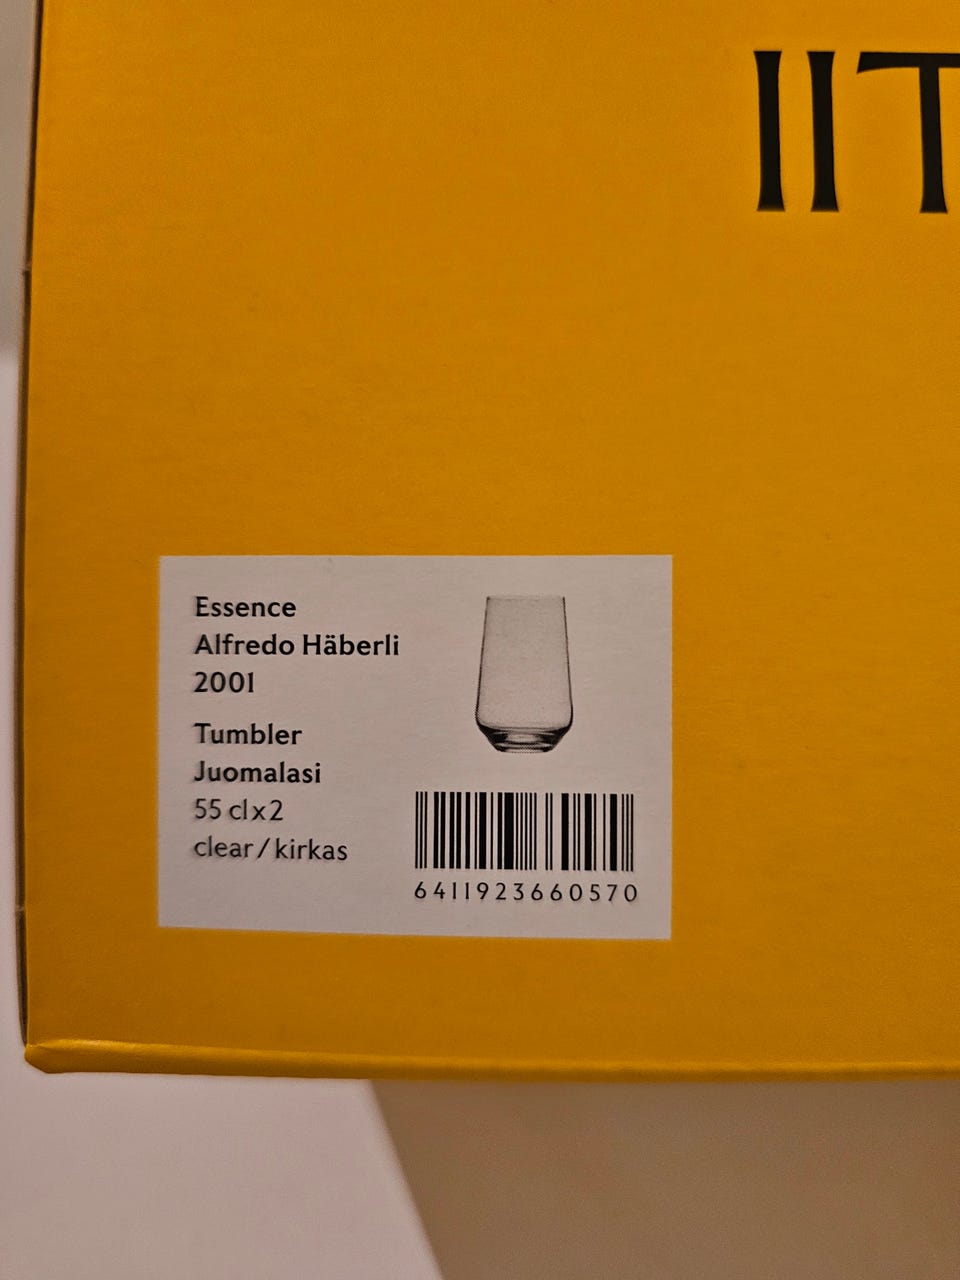 IIT
Essence
Alfredo Häberli
2001
Tumbler
Juomalasi
55 cl x 2
clear / kirkas
6411923660570